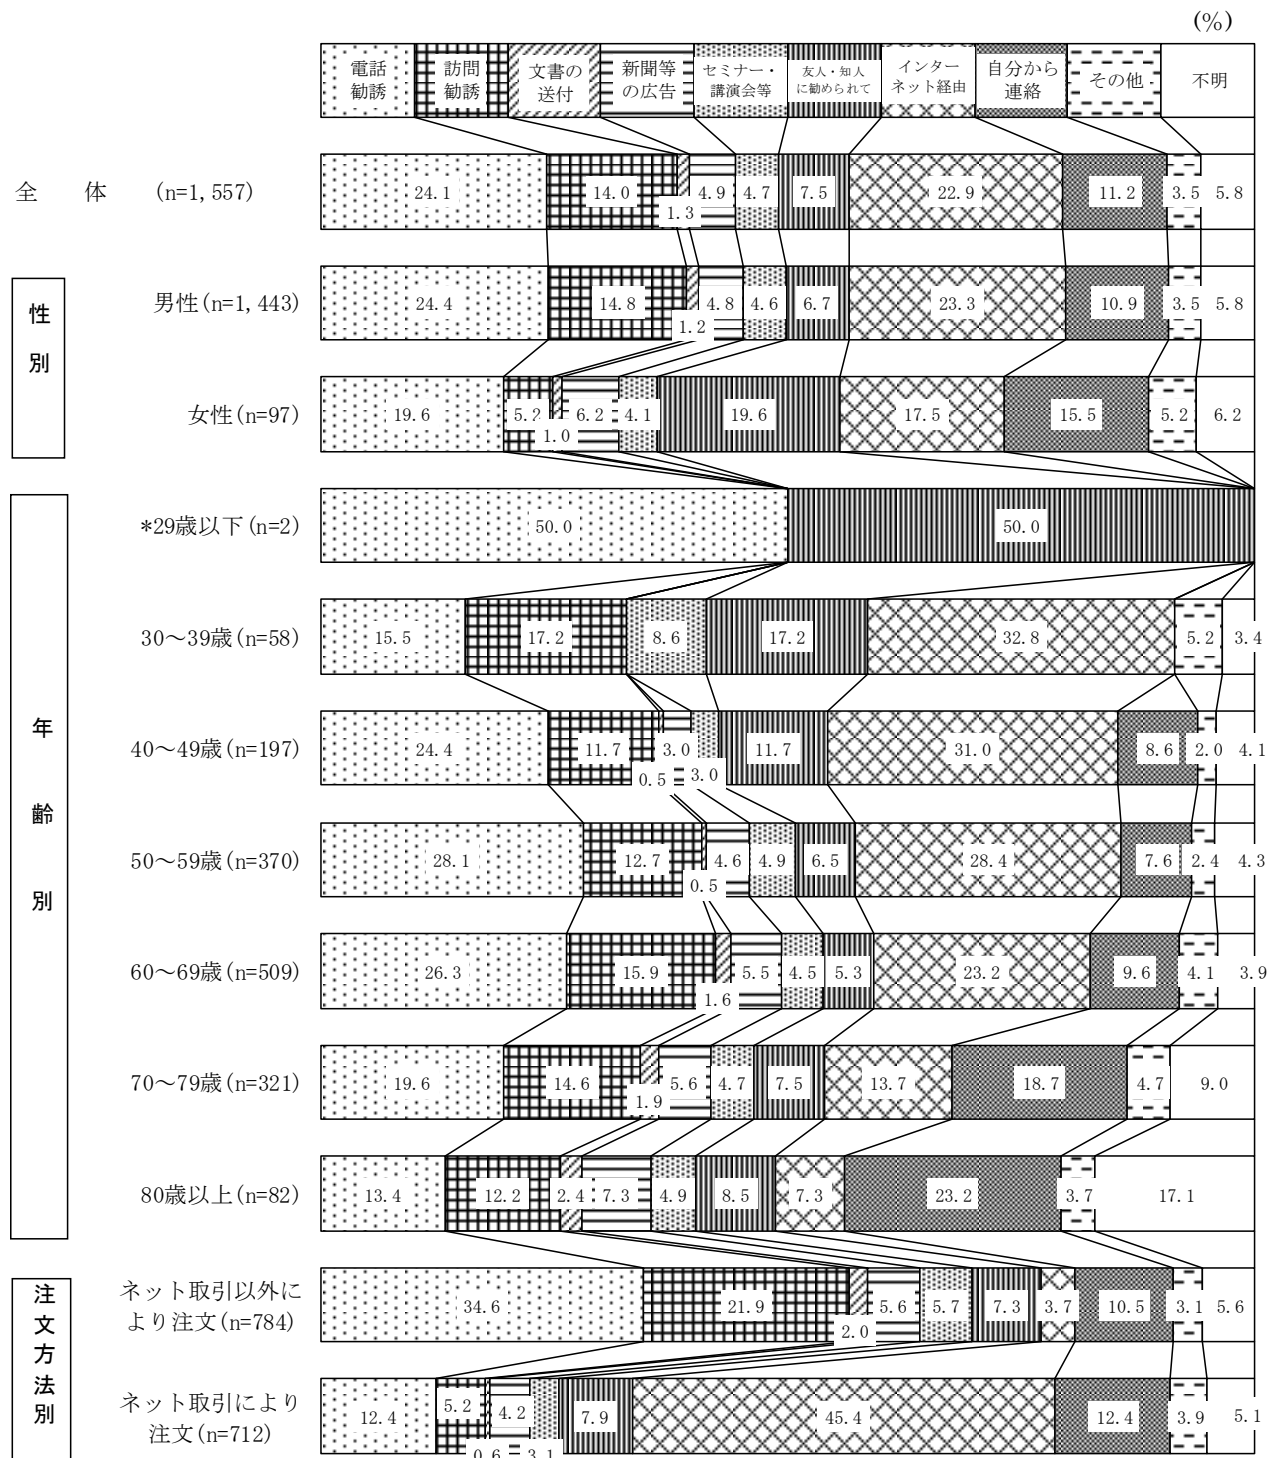 (%)
電話
勧誘
訪問
勧誘
文書の
送付
新聞等
の広告
セミナー・
講演会等
友人・知人
に勧められて
インター
ネット経由
自分から
連絡
その他
不明
全　　体　　(n=1,557)
24.1 14.0 1.3 4.9 4.7 7.5 22.9 11.2 3.5 5.8
性別
男性(n=1,443)
24.4 14.8 1.2 4.8 4.6 6.7 23.3 10.9 3.5 5.8
女性(n=97)
19.6 5.2 1.0 6.2 4.1 19.6 17.5 15.5 5.2 6.2
年齢別
*29歳以下(n=2)
50.0 50.0
30～39歳(n=58)
15.5 17.2 8.6 17.2 32.8 5.2 3.4
40～49歳(n=197)
24.4 11.7 0.5 3.0 3.0 11.7 31.0 8.6 2.0 4.1
50～59歳(n=370)
28.1 12.7 0.5 4.6 4.9 6.5 28.4 7.6 2.4 4.3
60～69歳(n=509)
26.3 15.9 1.6 5.5 4.5 5.3 23.2 9.6 4.1 3.9
70～79歳(n=321)
19.6 14.6 1.9 5.6 4.7 7.5 13.7 18.7 4.7 9.0
80歳以上(n=82)
13.4 12.2 2.4 7.3 4.9 8.5 7.3 23.2 3.7 17.1
注文方法別
ネット取引以外に
より注文(n=784)
34.6 21.9 2.0 5.6 5.7 7.3 3.7 10.5 3.1 5.6
ネット取引により
注文(n=712)
12.4 5.2 0.6 4.2 3.1 7.9 45.4 12.4 3.9 5.1